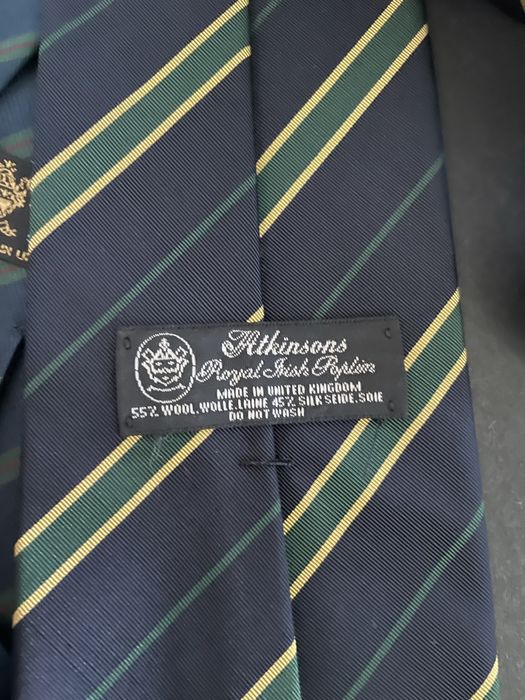 Atkinsons
Royal Irish Poplin
MADE IN UNITED KINGDOM
55% WOOL.WOLLE.LAINE 45% SILK SEIDE.SOIE
DO NOT WASH